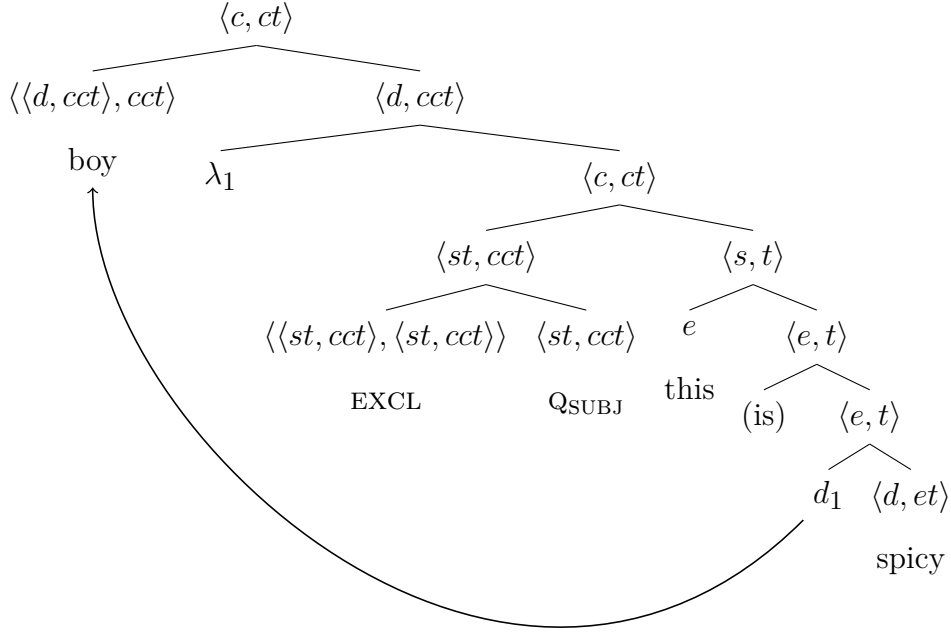 ⟨c, ct⟩
⟨⟨d, cct⟩, cct⟩ ⟨d, cct⟩
boy λ₁ ⟨c, ct⟩
⟨st, cct⟩ ⟨s, t⟩
⟨⟨st, cct⟩, ⟨st, cct⟩⟩ ⟨st, cct⟩ e ⟨e, t⟩
EXCL Q_SUBJ this (is) ⟨e, t⟩
d₁ ⟨d, et⟩
spicy